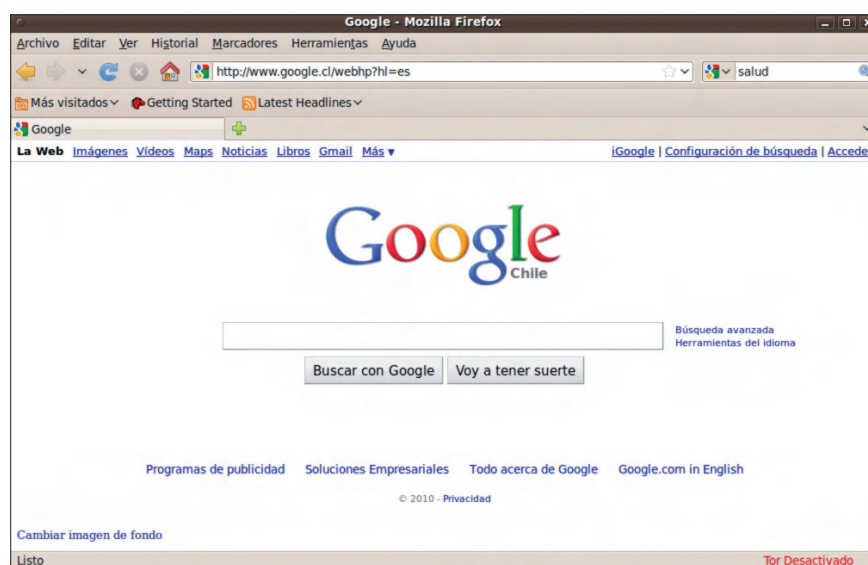 Google - Mozilla Firefox
Archivo Editar Ver Historial Marcadores Herramientas Ayuda
http://www.google.cl/webhp?hl=es salud
Más visitados Getting Started Latest Headlines
Google
La Web Imágenes Vídeos Maps Noticias Libros Gmail Más ▼ iGoogle | Configuración de búsqueda | Accede
Google
Chile
Búsqueda avanzada
Herramientas del idioma
Buscar con Google Voy a tener suerte
Programas de publicidad Soluciones Empresariales Todo acerca de Google Google.com in English
© 2010 - Privacidad
Cambiar imagen de fondo
Listo Tor Desactivado